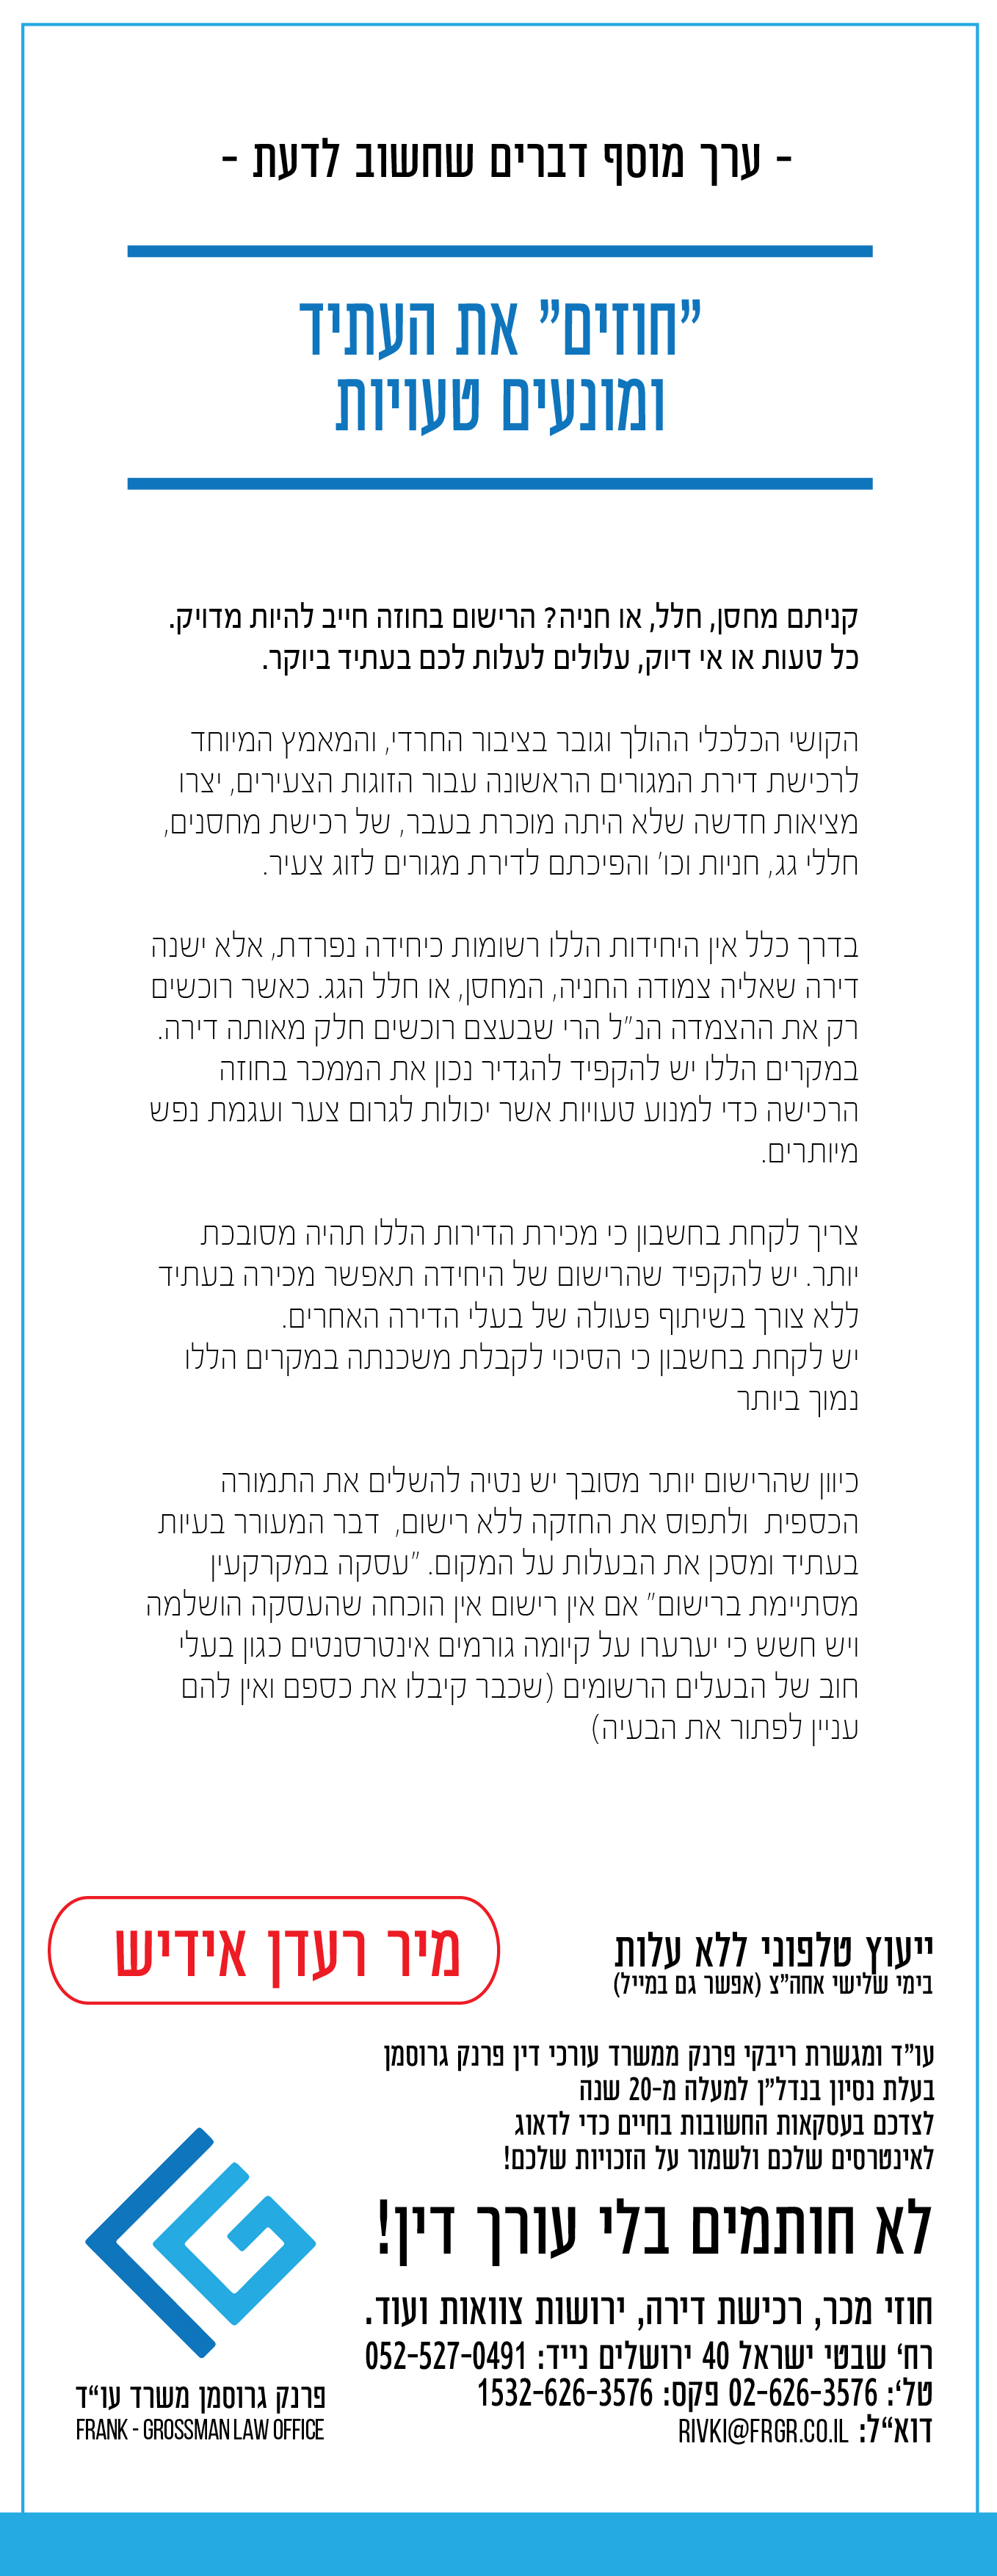 - ערך מוסף דברים שחשוב לדעת -
"חוזים" את העתיד
ומונעים טעויות
קניתם מחסן, חלל, או חניה? הרישום בחוזה חייב להיות מדויק.
כל טעות או אי דיוק, עלולים לעלות לכם בעתיד ביוקר.
הקושי הכלכלי ההולך וגובר בציבור החרדי, והמאמץ המיוחד
לרכישת דירת המגורים הראשונה עבור הזוגות הצעירים, יצרו
מציאות חדשה שלא היתה מוכרת בעבר, של רכישת מחסנים,
חללי גג, חניות וכו' והפיכתם לדירת מגורים לזוג צעיר.
בדרך כלל אין היחידות הללו רשומות כיחידה נפרדת, אלא ישנה
דירה שאליה צמודה החניה, המחסן, או חלל הגג. כאשר רוכשים
רק את ההצמדה הנ"ל הרי שבעצם רוכשים חלק מאותה דירה.
במקרים הללו יש להקפיד להגדיר נכון את הממכר בחוזה
הרכישה כדי למנוע טעויות אשר יכולות לגרום צער ועגמת נפש
מיותרים.
צריך לקחת בחשבון כי מכירת הדירות הללו תהיה מסובכת
יותר. יש להקפיד שהרישום של היחידה תאפשר מכירה בעתיד
ללא צורך בשיתוף פעולה של בעלי הדירה האחרים.
יש לקחת בחשבון כי הסיכוי לקבלת משכנתה במקרים הללו
נמוך ביותר
כיוון שהרישום יותר מסובך יש נטיה להשלים את התמורה
הכספית  ולתפוס את החזקה ללא רישום,  דבר המעורר בעיות
בעתיד ומסכן את הבעלות על המקום. "עסקה במקרקעין
מסתיימת ברישום" אם אין רישום אין הוכחה שהעסקה הושלמה
ויש חשש כי יערערו על קיומה גורמים אינטרסנטים כגון בעלי
חוב של הבעלים הרשומים (שכבר קיבלו את כספם ואין להם
עניין לפתור את הבעיה)
מיר רעדן אידיש
ייעוץ טלפוני ללא עלות
בימי שלישי אחה"צ (אפשר גם במייל)
עו"ד ומגשרת ריבקי פרנק ממשרד עורכי דין פרנק גרוסמן
בעלת נסיון בנדל"ן למעלה מ-20 שנה
לצדכם בעסקאות החשובות בחיים כדי לדאוג
לאינטרסים שלכם ולשמור על הזכויות שלכם!
לא חותמים בלי עורך דין!
חוזי מכר, רכישת דירה, ירושות צוואות ועוד.
רח' שבטי ישראל 40 ירושלים נייד: 052-527-0491
טל': 02-626-3576 פקס: 1532-626-3576
דוא"ל: RIVKI@FRGR.CO.IL
פרנק גרוסמן משרד עו"ד
FRANK - GROSSMAN LAW OFFICE